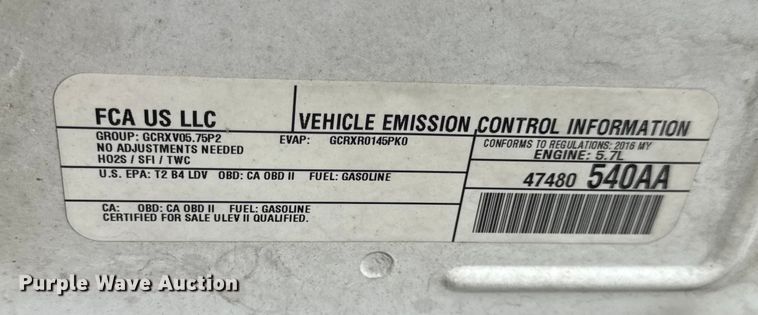 FCA US LLC
VEHICLE EMISSION CONTROL INFORMATION
GROUP: GCRXV05.75P2 EVAP: GCRXR0145PK0
NO ADJUSTMENTS NEEDED
HO2S / SFI / TWC
CONFORMS TO REGULATIONS: 2016 MY
ENGINE: 5.7L
U.S. EPA: T2 B4 LDV OBD: CA OBD II FUEL: GASOLINE
47480 540AA
CA: OBD: CA OBD II FUEL: GASOLINE
CERTIFIED FOR SALE ULEV II QUALIFIED.
Purple Wave Auction